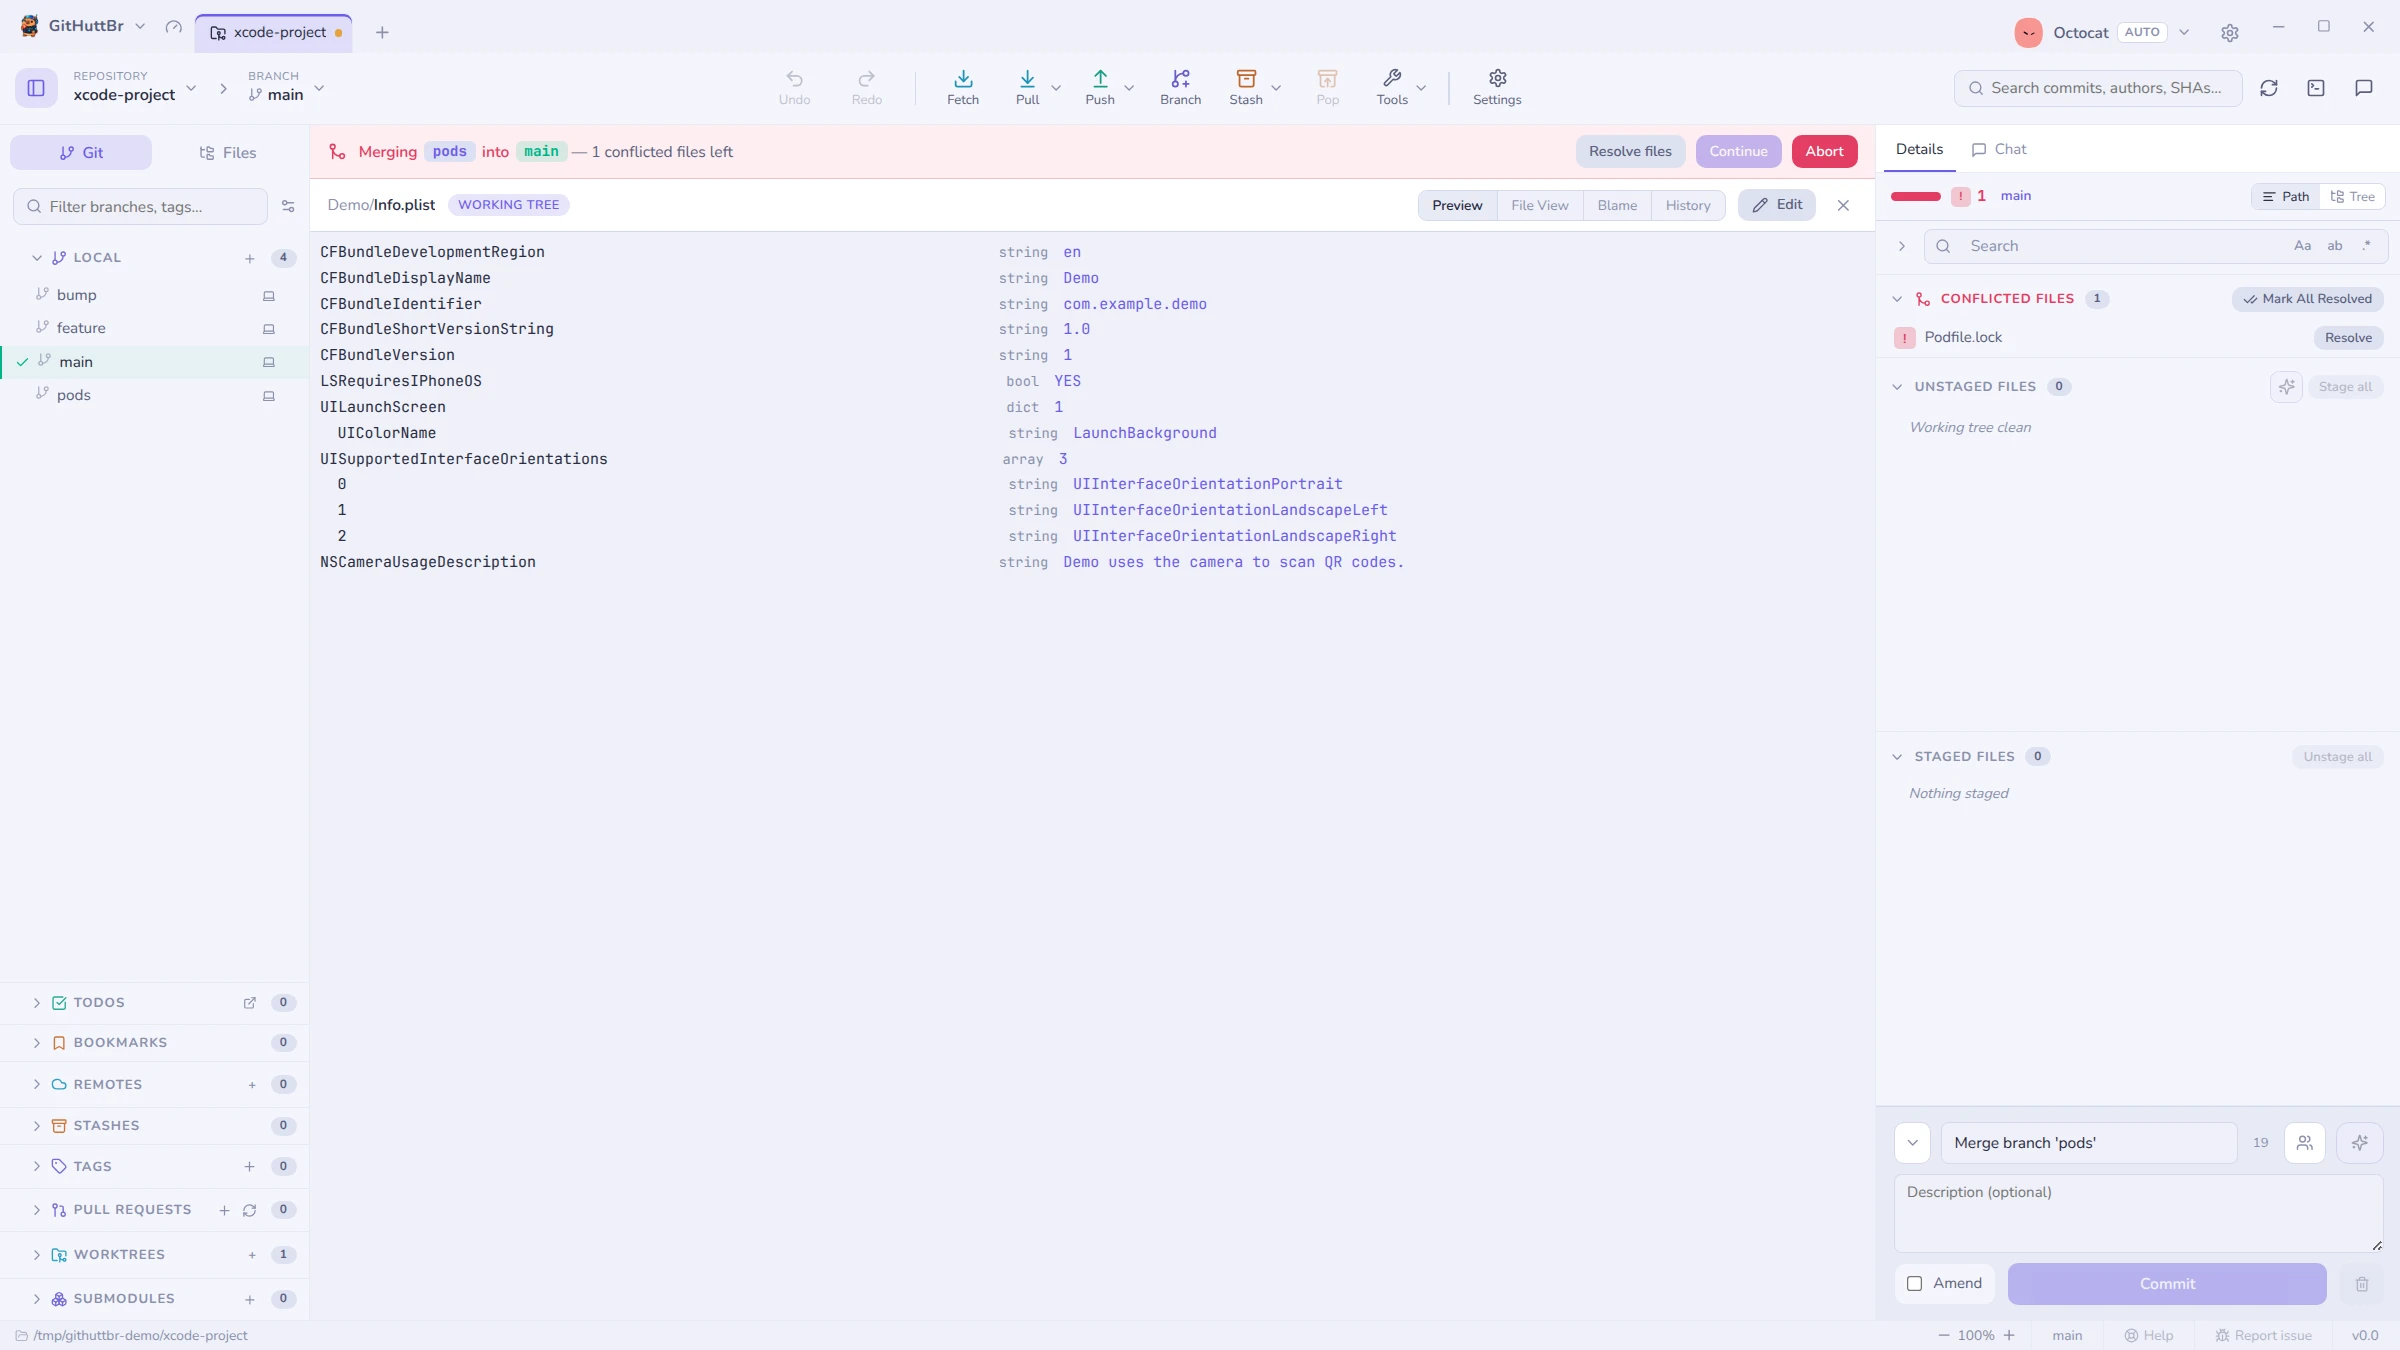 GitHuttBr
xcode-project
Octocat AUTO
REPOSITORY
xcode-project
BRANCH
main
Undo
Redo
Fetch
Pull
Push
Branch
Stash
Pop
Tools
Settings
Search commits, authors, SHAs...
Git
Files
Filter branches, tags...
LOCAL 4
bump
feature
main
pods
TODOS 0
BOOKMARKS 0
REMOTES 0
STASHES 0
TAGS 0
PULL REQUESTS 0
WORKTREES 1
SUBMODULES 0
Merging pods into main — 1 conflicted files left
Resolve files
Continue
Abort
Demo/Info.plist WORKING TREE
Preview
File View
Blame
History
Edit
CFBundleDevelopmentRegion string en
CFBundleDisplayName string Demo
CFBundleIdentifier string com.example.demo
CFBundleShortVersionString string 1.0
CFBundleVersion string 1
LSRequiresIPhoneOS bool YES
UILaunchScreen dict 1
UIColorName string LaunchBackground
UISupportedInterfaceOrientations array 3
0 string UIInterfaceOrientationPortrait
1 string UIInterfaceOrientationLandscapeLeft
2 string UIInterfaceOrientationLandscapeRight
NSCameraUsageDescription string Demo uses the camera to scan QR codes.
Details
Chat
! 1 main
Path
Tree
Search Aa ab .*
CONFLICTED FILES 1 Mark All Resolved
! Podfile.lock Resolve
UNSTAGED FILES 0 Stage all
Working tree clean
STAGED FILES 0 Unstage all
Nothing staged
Merge branch 'pods' 19
Description (optional)
Amend
Commit
/tmp/githuttbr-demo/xcode-project
100%
main
Help
Report issue
v0.0